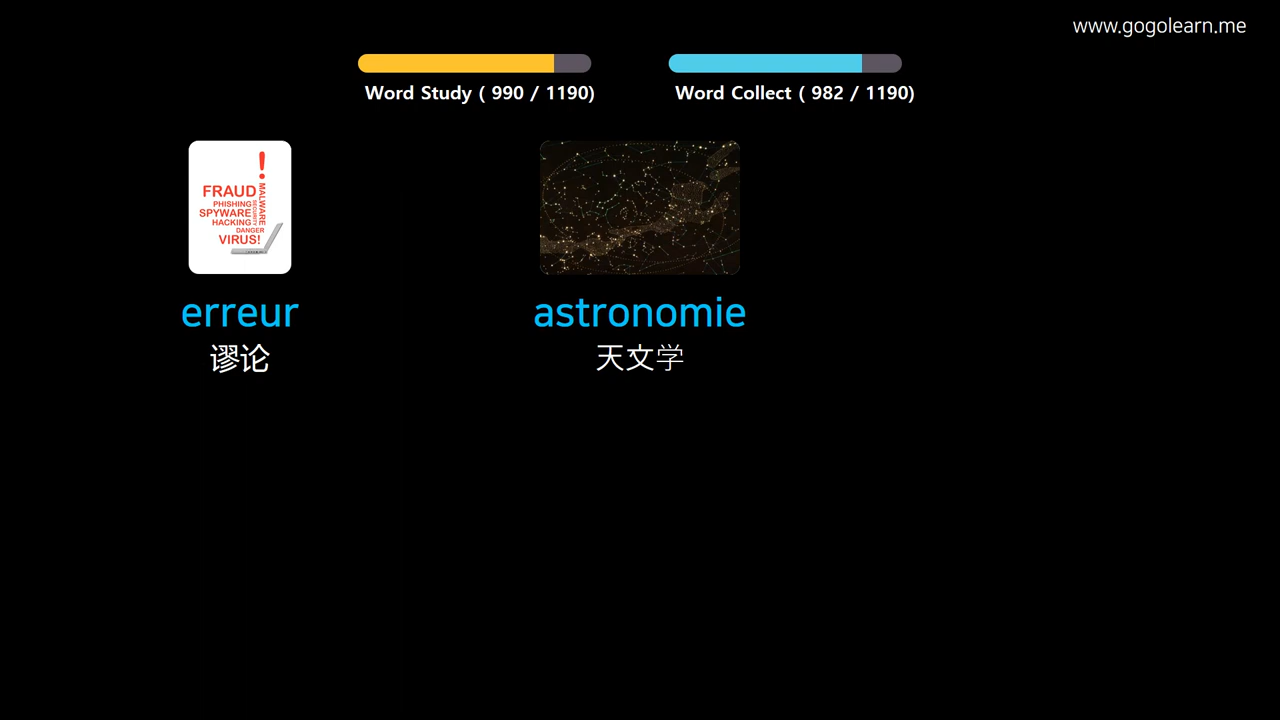 www.gogolearn.me
Word Study ( 990 / 1190)
Word Collect ( 982 / 1190)
!
FRAUD
PHISHING
SPYWARE
HACKING
DANGER
VIRUS!
MALWARE
SECURITY
erreur
谬论
astronomie
天文学